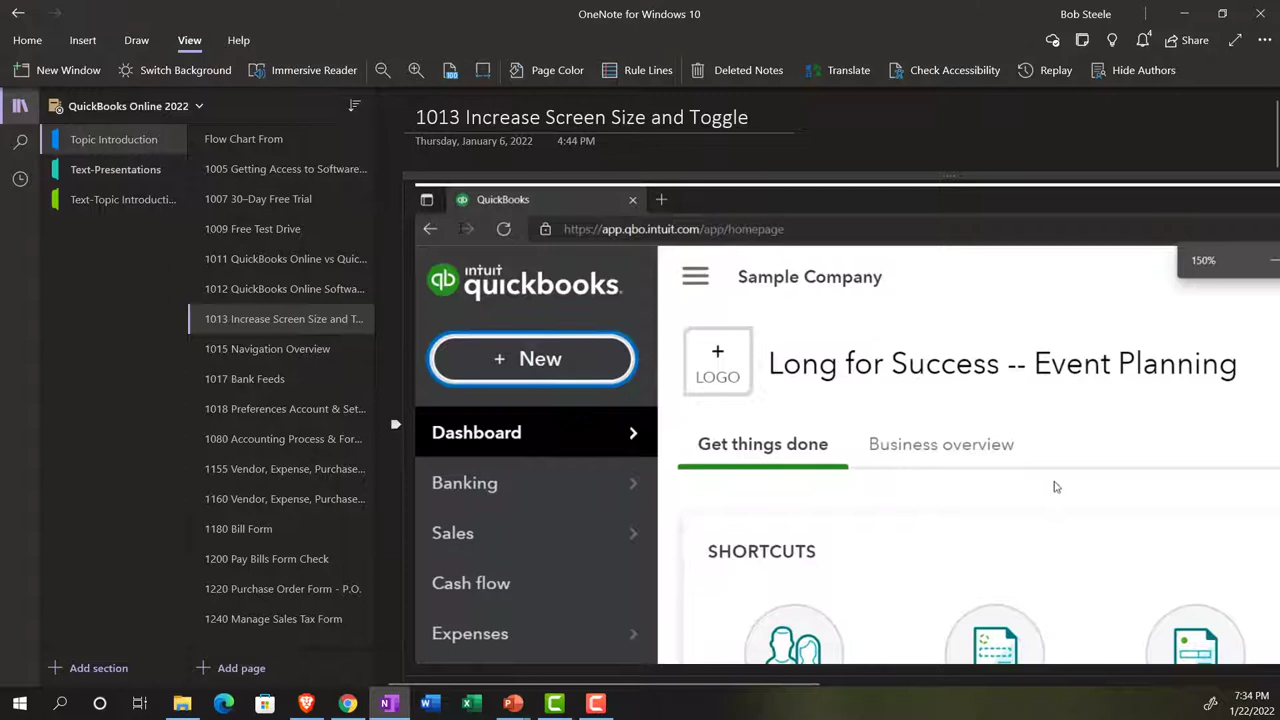 OneNote for Windows 10
Bob Steele
Home
Insert
Draw
View
Help
Share
New Window
Switch Background
Immersive Reader
Page Color
Rule Lines
Deleted Notes
Translate
Check Accessibility
Replay
Hide Authors
QuickBooks Online 2022
Topic Introduction
Text-Presentations
Text-Topic Introducti...
Flow Chart From
1005 Getting Access to Software...
1007 30–Day Free Trial
1009 Free Test Drive
1011 QuickBooks Online vs Quic...
1012 QuickBooks Online Softwa...
1013 Increase Screen Size and T...
1015 Navigation Overview
1017 Bank Feeds
1018 Preferences Account & Set...
1080 Accounting Process & For...
1155 Vendor, Expense, Purchase...
1160 Vendor, Expense, Purchase...
1180 Bill Form
1200 Pay Bills Form Check
1220 Purchase Order Form - P.O.
1240 Manage Sales Tax Form
+ Add section
+ Add page
1013 Increase Screen Size and Toggle
Thursday, January 6, 2022 4:44 PM
QuickBooks
https://app.qbo.intuit.com/app/homepage
150%
qb intuit quickbooks.
Sample Company
+ New
+ LOGO
Long for Success -- Event Planning
Dashboard
Banking
Sales
Cash flow
Expenses
Get things done
Business overview
SHORTCUTS
7:34 PM
1/22/2022